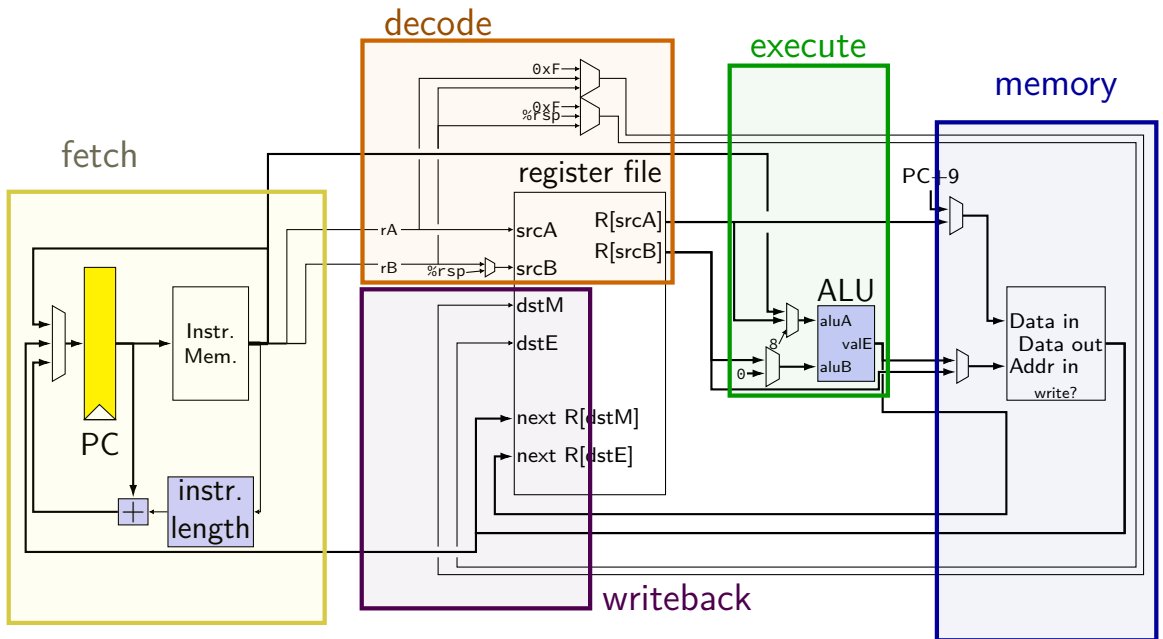 decode
execute
memory
fetch
0xF
0xF
%rsp
register file
PC+9
rA
srcA
R[srcA]
rB
%rsp
srcB
R[srcB]
dstM
dstE
next R[dstM]
next R[dstE]
ALU
aluA
valE
aluB
8
0
Instr.
Mem.
PC
instr.
length
+
Data in
Data out
Addr in
write?
writeback